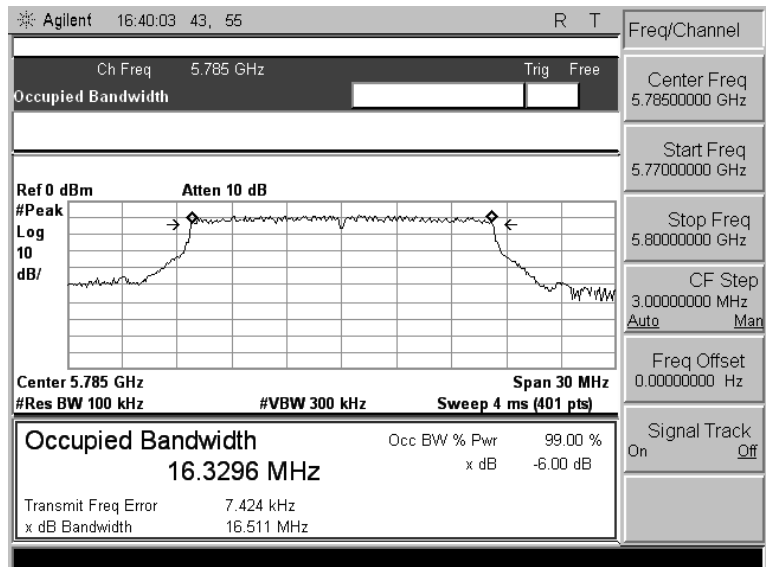 Agilent 16:40:03 43, 55 R T
Ch Freq 5.785 GHz Trig Free
Occupied Bandwidth
Ref 0 dBm Atten 10 dB
#Peak
Log
10
dB/
Center 5.785 GHz Span 30 MHz
#Res BW 100 kHz #VBW 300 kHz Sweep 4 ms (401 pts)
Occupied Bandwidth
16.3296 MHz
Occ BW % Pwr 99.00 %
x dB -6.00 dB
Transmit Freq Error 7.424 kHz
x dB Bandwidth 16.511 MHz
Freq/Channel
Center Freq
5.78500000 GHz
Start Freq
5.77000000 GHz
Stop Freq
5.80000000 GHz
CF Step
3.00000000 MHz
Auto Man
Freq Offset
0.00000000 Hz
Signal Track
On Off